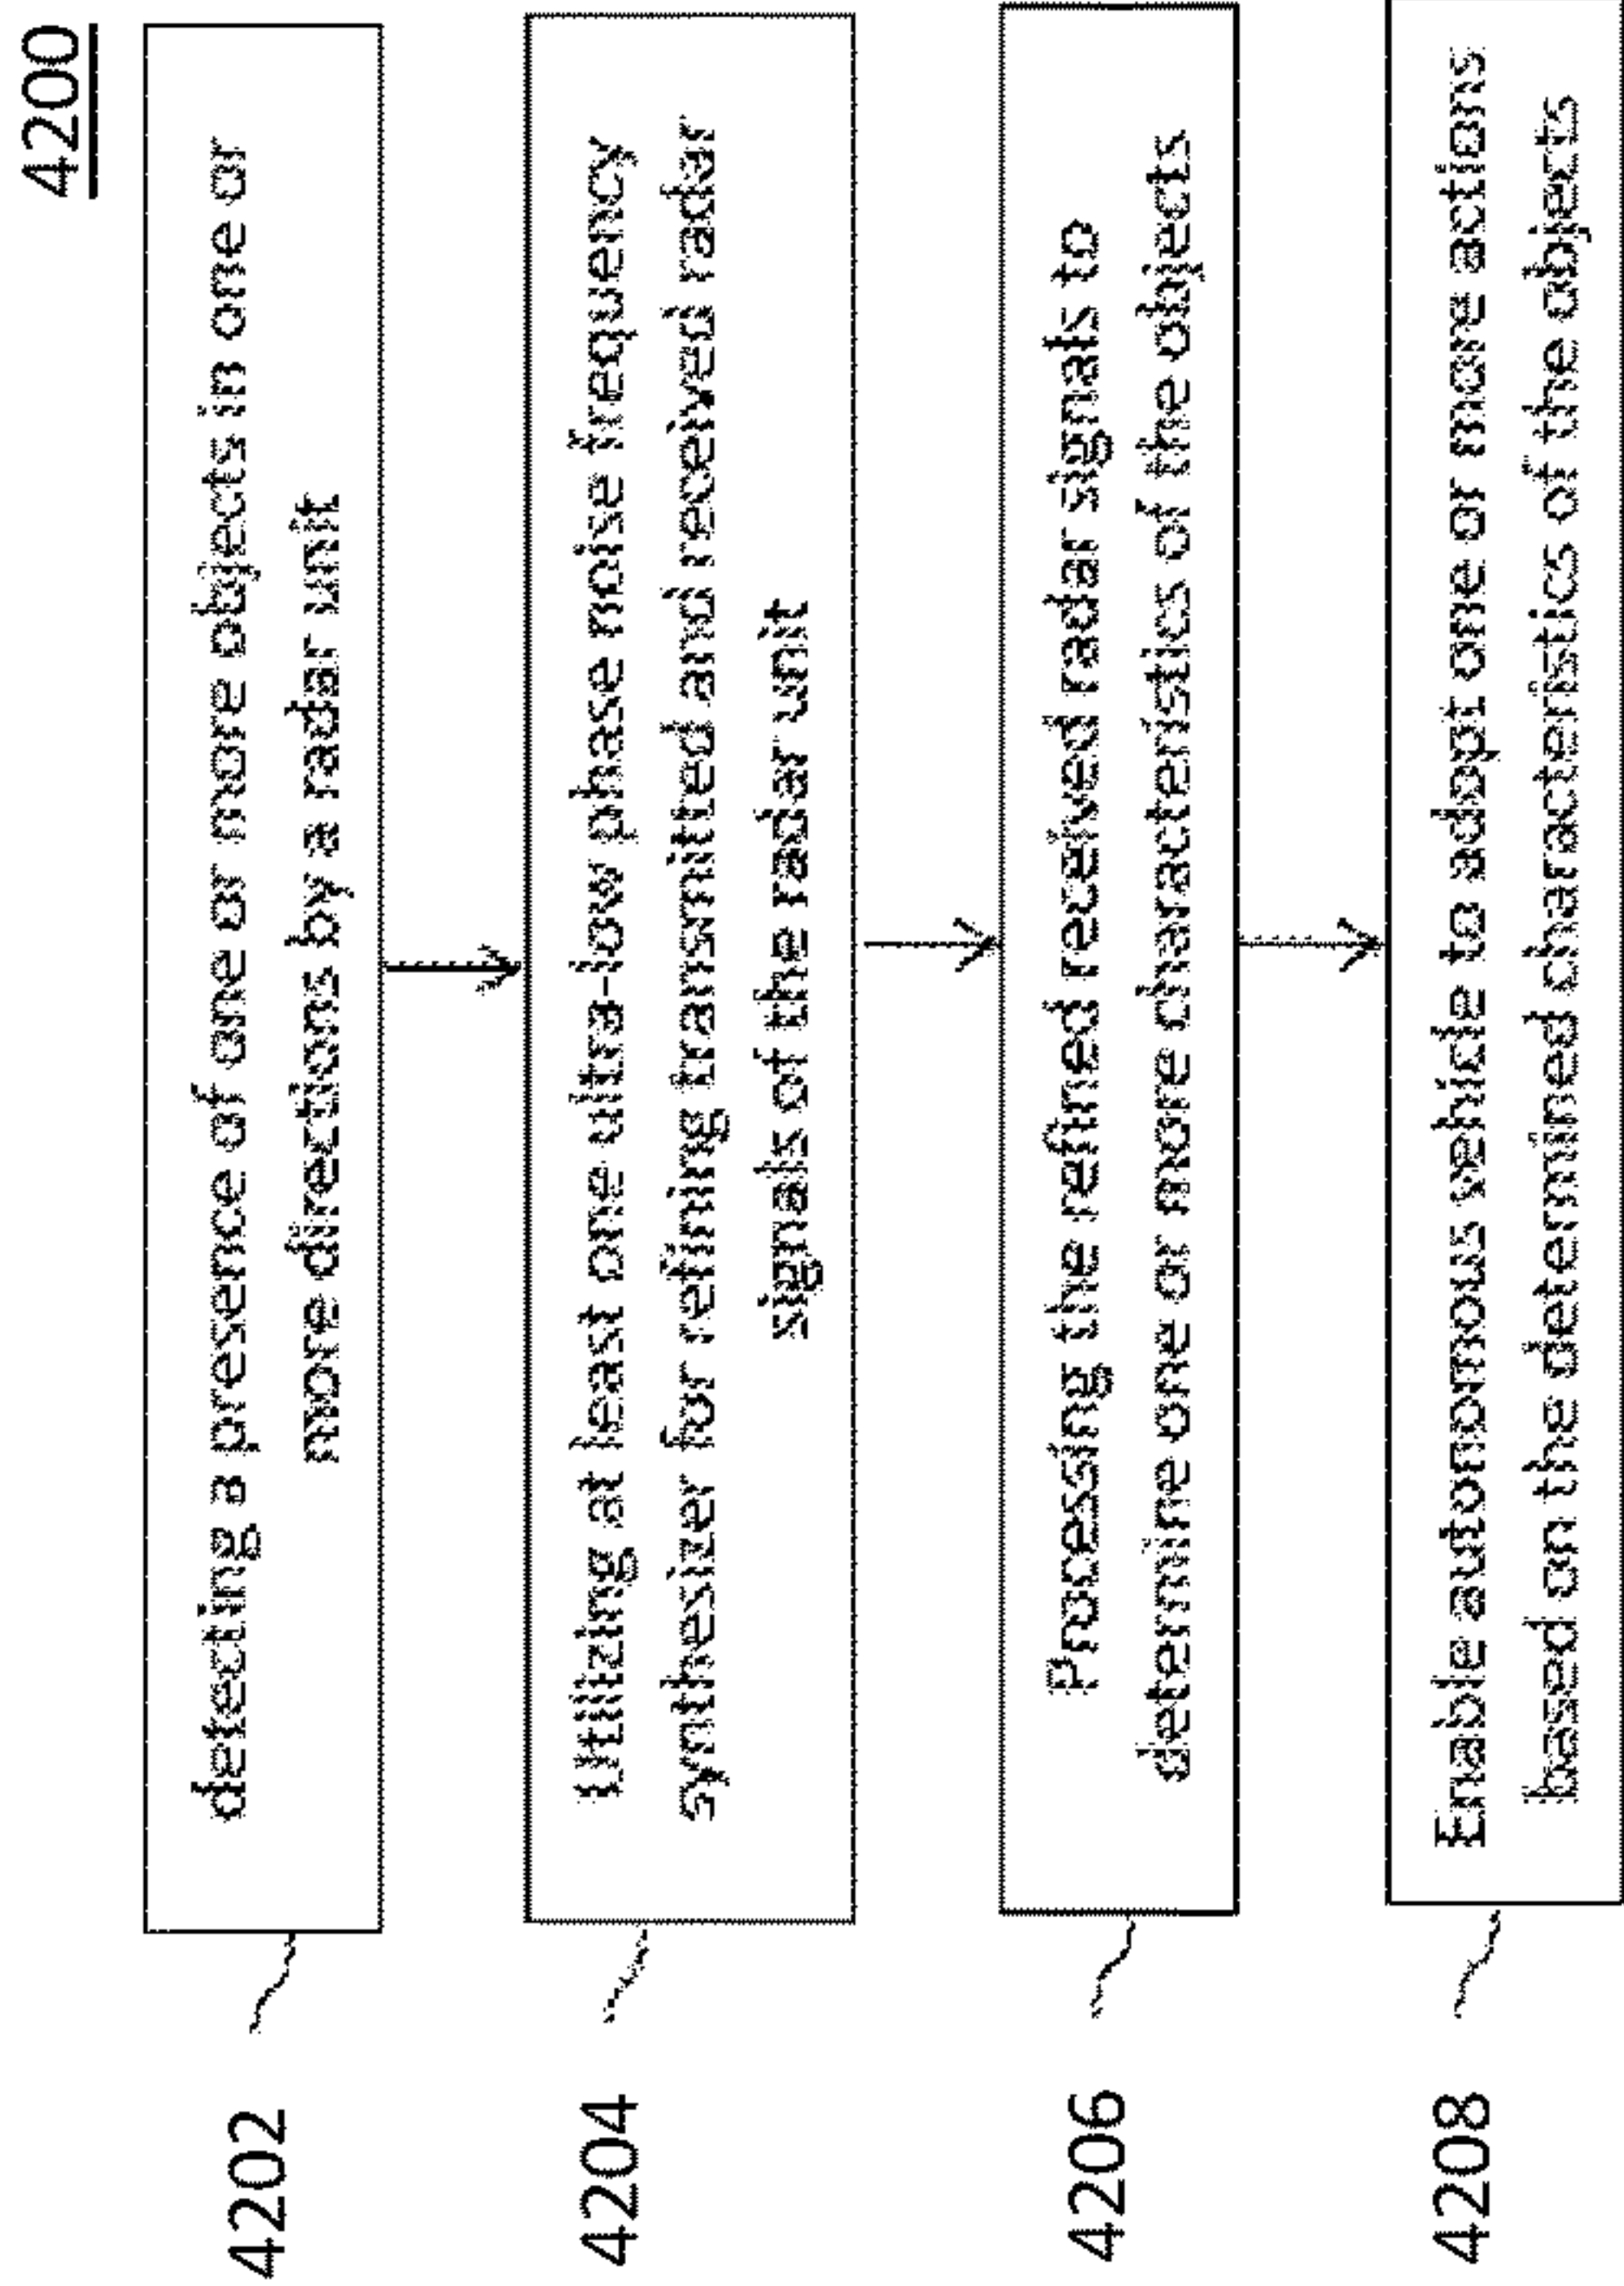 4200
4202
detecting a presence of one or more objects in one or
more directions by a radar unit
4204
Utilizing at least one ultra-low phase noise frequency
synthesizer for refining transmitted and received radar
signals of the radar unit
4206
Processing the refined received radar signals to
determine one or more characteristics of the objects
4208
Enable autonomous vehicle to adopt one or more actions
based on the determined characteristics of the objects